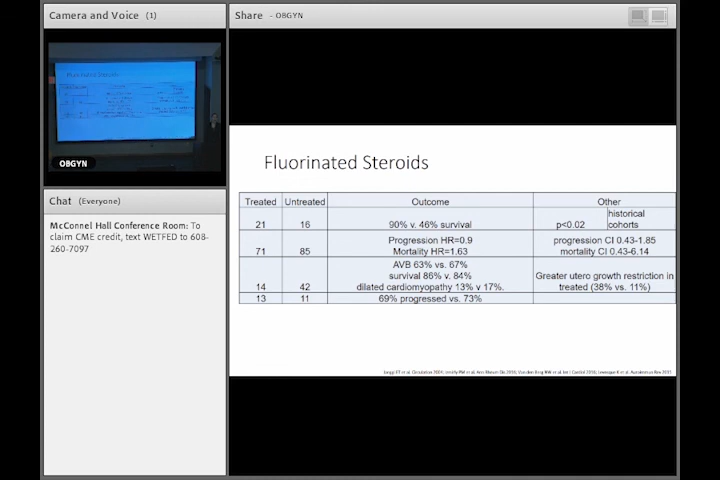 Camera and Voice (1)
Fluorinated Steroids
OBGYN
Chat (Everyone)
McConnel Hall Conference Room: To
claim CME credit, text WETFED to 608-
260-7097
Share - OBGYN
Fluorinated Steroids
Treated Untreated Outcome Other
21 16 90% v. 46% survival p<0.02 historical
cohorts
71 85 Progression HR=0.9 progression CI 0.43-1.85
Mortality HR=1.63 mortality CI 0.43-6.14
AVB 63% vs. 67%
survival 86% v. 84% Greater utero growth restriction in
14 42 dilated cardiomyopathy 13% v 17%. treated (38% vs. 11%)
13 11 69% progressed vs. 73%